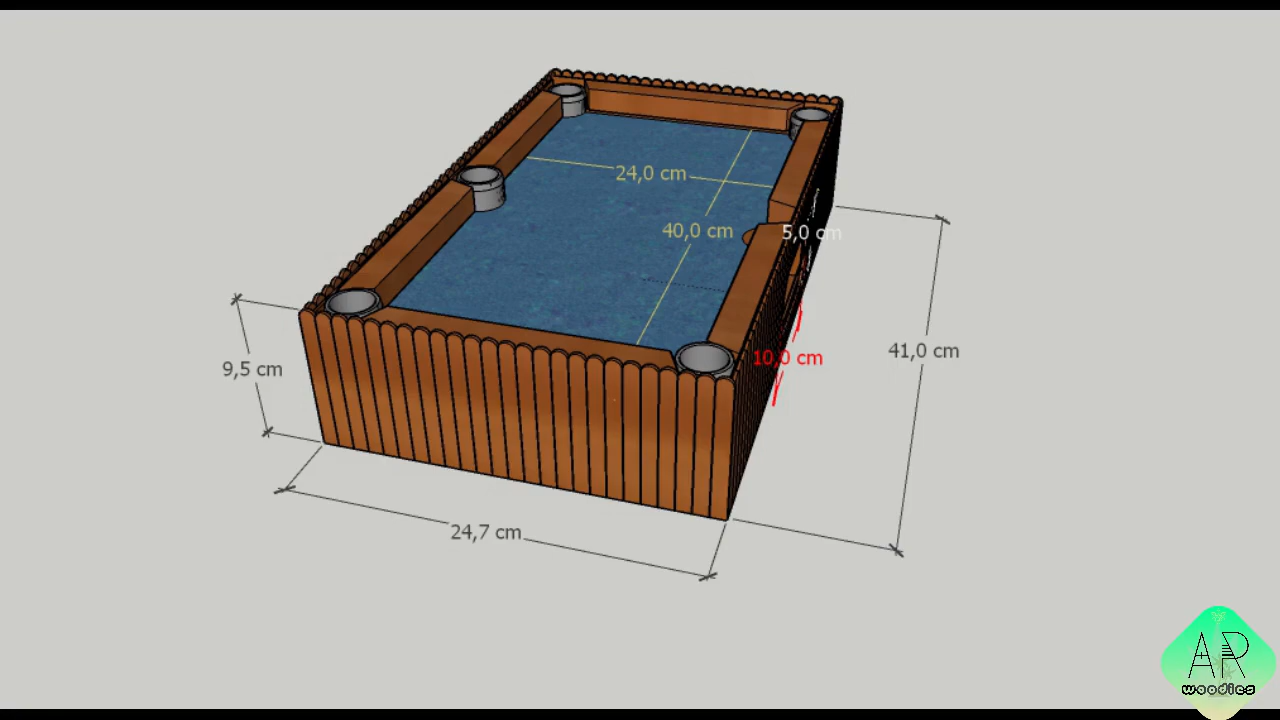 24,0 cm
40,0 cm
5,0 cm
9,5 cm
10,0 cm
41,0 cm
24,7 cm
AR
woodies